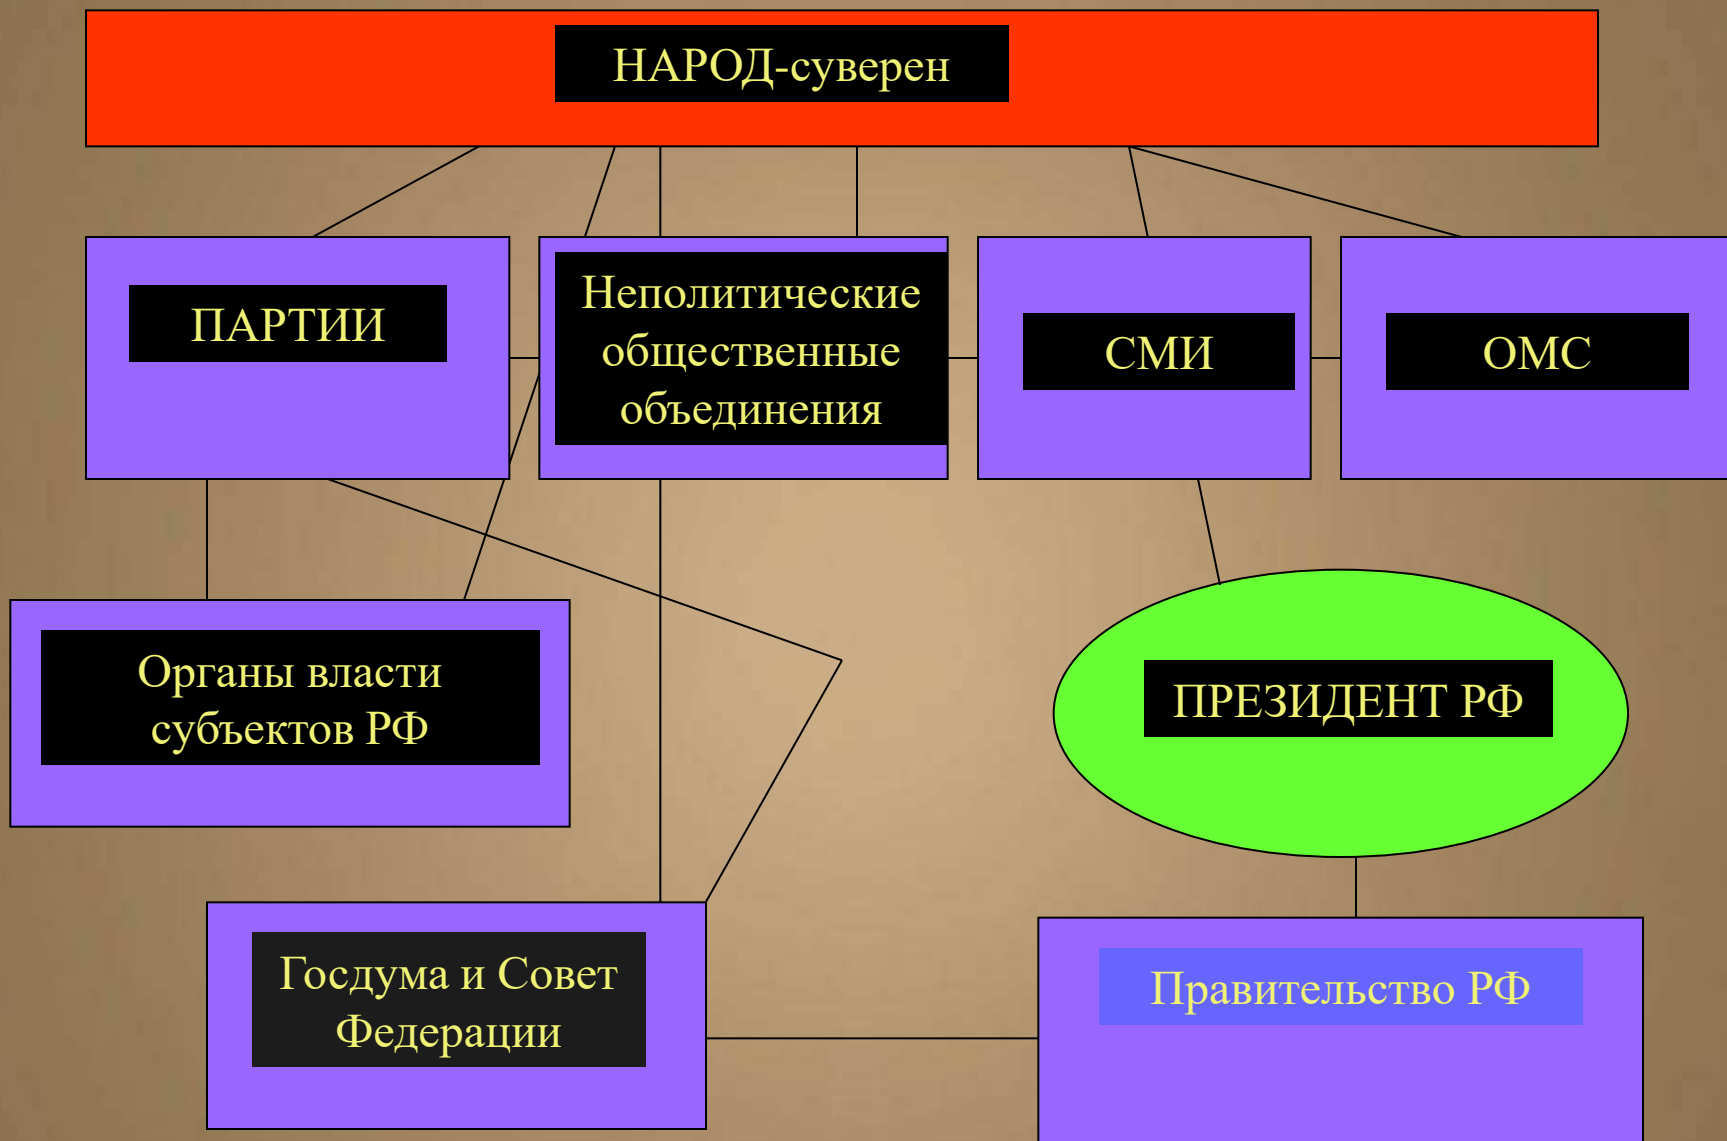 НАРОД-суверен
ПАРТИИ
Неполитические
общественные
объединения
СМИ
ОМС
Органы власти
субъектов РФ
ПРЕЗИДЕНТ РФ
Госдума и Совет
Федерации
Правительство РФ